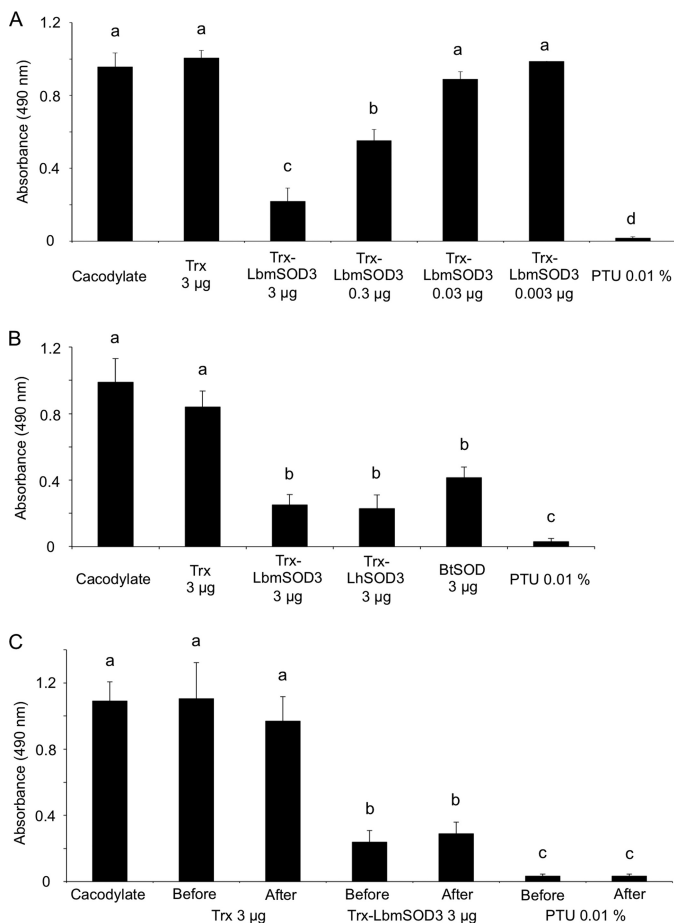 A
Absorbance (490 nm)
1.2
0.8
0.4
0
a
a
c
b
a
a
d
Cacodylate
Trx
3 µg
Trx-
LbmSOD3
3 µg
Trx-
LbmSOD3
0.3 µg
Trx-
LbmSOD3
0.03 µg
Trx-
LbmSOD3
0.003 µg
PTU 0.01 %
B
Absorbance (490 nm)
1.2
0.8
0.4
0
a
a
b
b
b
c
Cacodylate
Trx
3 µg
Trx-
LbmSOD3
3 µg
Trx-
LhSOD3
3 µg
BtSOD
3 µg
PTU 0.01 %
C
Absorbance (490 nm)
1.2
0.8
0.4
0
a
a
a
b
b
c
c
Cacodylate
Before
After
Before
After
Before
After
Trx 3 µg
Trx-LbmSOD3 3 µg
PTU 0.01 %